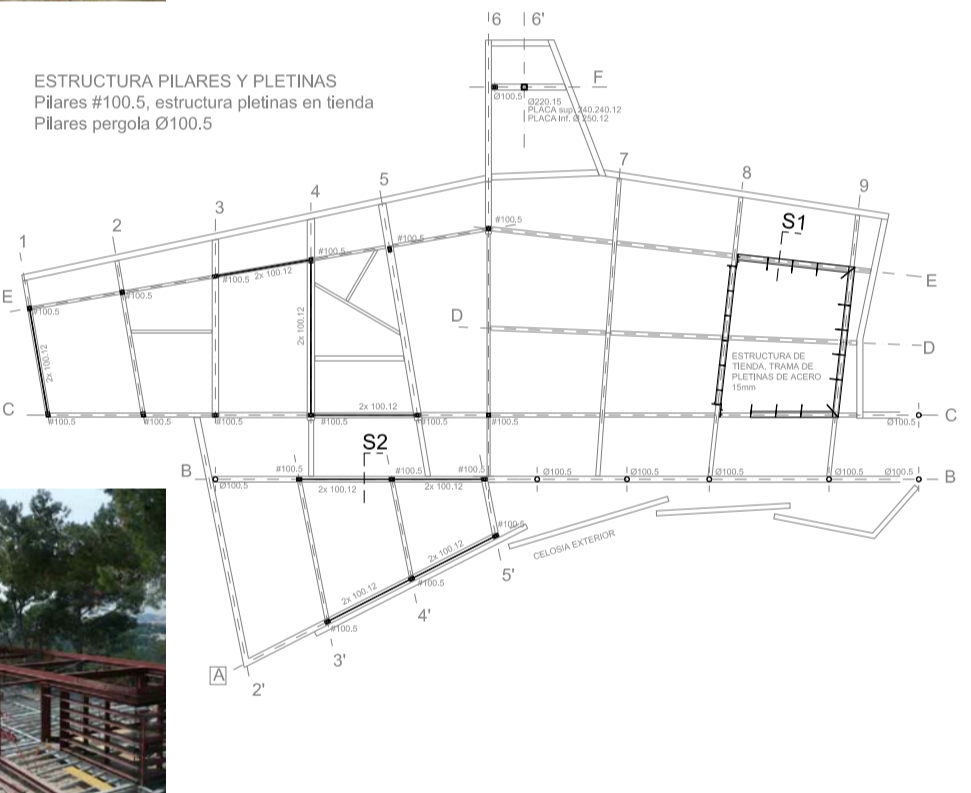 ESTRUCTURA PILARES Y PLETINAS
Pilares #100.5, estructura pletinas en tienda
Pilares pergola Ø100.5
6
6'
F
Ø100.5
Ø220.15
PLACA sup. 240.240.12
PLACA Inf. Ø 250.12
7
8
9
5
4
3
2
1
S1
#100.5
#100.5
#100.5
#100.5
2x 100.12
#100.5
#100.5
E
E
D
D
2x 100.12
2x 100.12
ESTRUCTURA DE
TIENDA, TRAMA DE
PLETINAS DE ACERO
15mm
2x 100.12
C
C
#100.5
#100.5
#100.5
#100.5
#100.5
#100.5
Ø100.5
S2
B
B
#100.5
#100.5
#100.5
Ø100.5
Ø100.5
Ø100.5
Ø100.5
Ø100.5
Ø100.5
2x 100.12
2x 100.12
#100.5
CELOSIA EXTERIOR
2x 100.12
2x 100.12
#100.5
#100.5
5'
4'
3'
A
2'